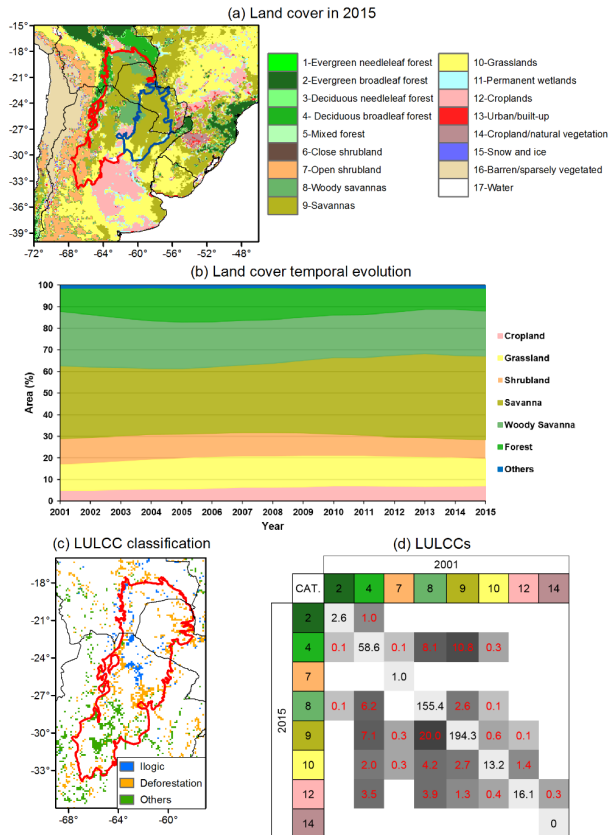 (a) Land cover in 2015
-15°
-18°
-21°
-24°
-27°
-30°
-33°
-36°
-39°
-72° -68° -64° -60° -56° -52° -48°
1-Evergreen needleleaf forest
2-Evergreen broadleaf forest
3-Deciduous needleleaf forest
4- Deciduous broadleaf forest
5-Mixed forest
6-Close shrubland
7-Open shrubland
8-Woody savannas
9-Savannas
10-Grasslands
11-Permanent wetlands
12-Croplands
13-Urban/built-up
14-Cropland/natural vegetation
15-Snow and ice
16-Barren/sparsely vegetated
17-Water
(b) Land cover temporal evolution
Area (%)
100
90
80
70
60
50
40
30
20
10
0
2001 2002 2003 2004 2005 2006 2007 2008 2009 2010 2011 2012 2013 2014 2015
Year
Cropland
Grassland
Shrubland
Savanna
Woody Savanna
Forest
Others
(c) LULCC classification
-18°
-21°
-24°
-27°
-30°
-33°
-68° -64° -60°
Ilogic
Deforestation
Others
(d) LULCCs
2001
CAT. 2 4 7 8 9 10 12 14
2015
2 2.6 1.0
4 0.1 58.6 0.1 0.3
7 1.0
8 0.1 6.2 155.4 2.6 0.1
9 7.1 0.3 194.3 0.6 0.1
10 2.0 0.3 4.2 2.7 13.2 1.4
12 3.5 3.9 1.3 0.4 16.1 0.3
14 0